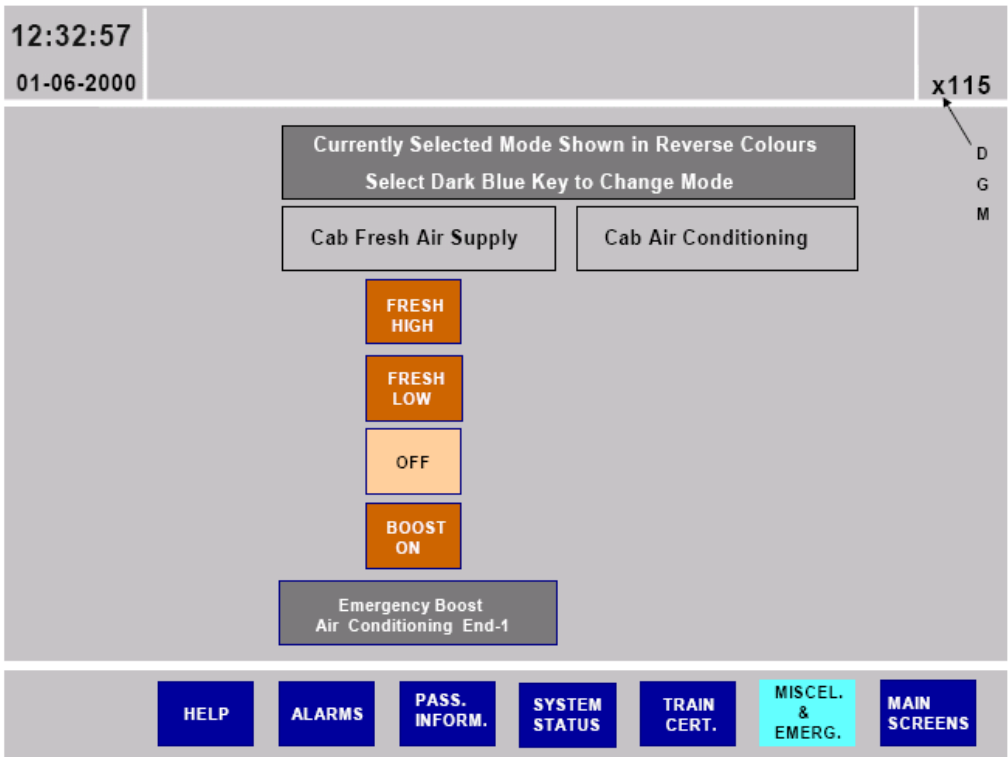 12:32:57
01-06-2000
x115
D
G
M
Currently Selected Mode Shown in Reverse Colours
Select Dark Blue Key to Change Mode
Cab Fresh Air Supply
Cab Air Conditioning
FRESH
HIGH
FRESH
LOW
OFF
BOOST
ON
Emergency Boost
Air Conditioning End-1
HELP
ALARMS
PASS.
INFORM.
SYSTEM
STATUS
TRAIN
CERT.
MISCEL.
&
EMERG.
MAIN
SCREENS